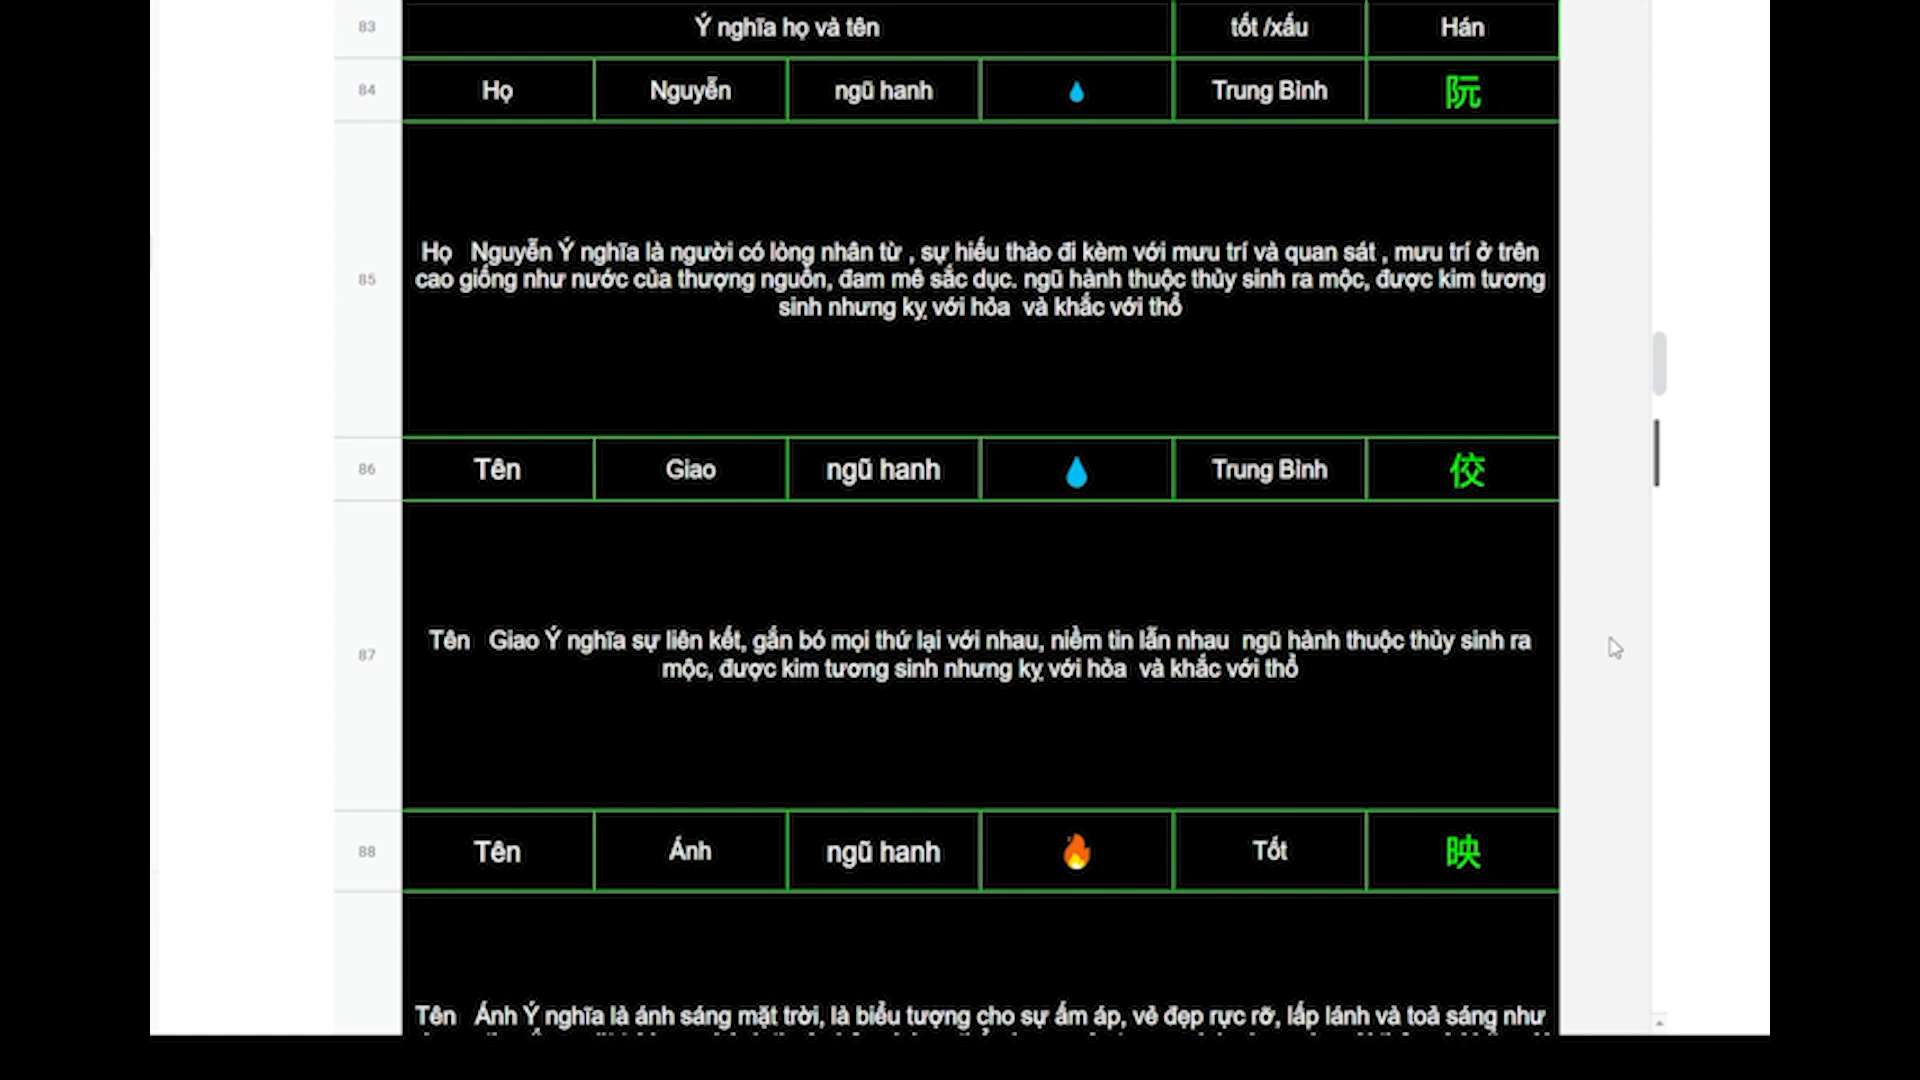 83 Ý nghĩa họ và tên tốt /xấu Hán
84 Họ Nguyễn ngũ hanh Trung Bình 阮
85
Họ Nguyễn Ý nghĩa là người có lòng nhân từ , sự hiếu thảo đi kèm với mưu trí và quan sát , mưu trí ở trên
cao giống như nước của thượng nguồn, đam mê sắc dục. ngũ hành thuộc thủy sinh ra mộc, được kim tương
sinh nhưng kỵ với hỏa và khắc với thổ
86 Tên Giao ngũ hanh Trung Bình 佼
87
Tên Giao Ý nghĩa sự liên kết, gắn bó mọi thứ lại với nhau, niềm tin lẫn nhau ngũ hành thuộc thủy sinh ra
mộc, được kim tương sinh nhưng kỵ với hỏa và khắc với thổ
88 Tên Ánh ngũ hanh Tốt 映
Tên Ánh Ý nghĩa là ánh sáng mặt trời, là biểu tượng cho sự ấm áp, vẻ đẹp rực rỡ, lấp lánh và toả sáng như